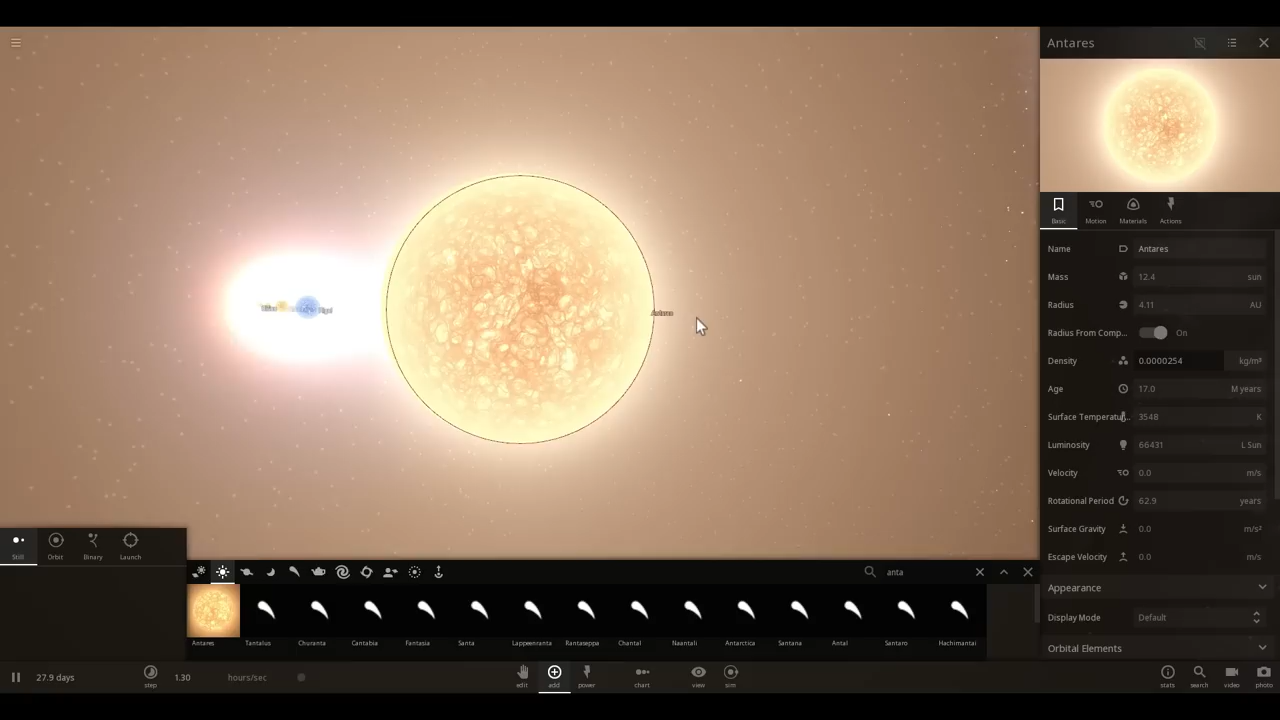 Antares
Rigel
Antares
Basic Motion Materials Actions
Name Antares
Mass 12.4 sun
Radius 4.11 AU
Radius From Comp... On
Density 0.0000254 kg/m³
Age 17.0 M years
Surface Temperatur... 3548 K
Luminosity 66431 L Sun
Velocity 0.0 m/s
Rotational Period 62.9 years
Surface Gravity 0.0 m/s²
Escape Velocity 0.0 m/s
Appearance
Display Mode Default
Orbital Elements
Still Orbit Binary Launch
anta
Antares Tantalus Churanta Cantabia Fantasia Santa Lappeenranta Rantaseppa Chantal Naantali Antarctica Santana Antal Santaro Hachimantai
27.9 days step 1.30 hours/sec edit add power chart view sim stats search video photo